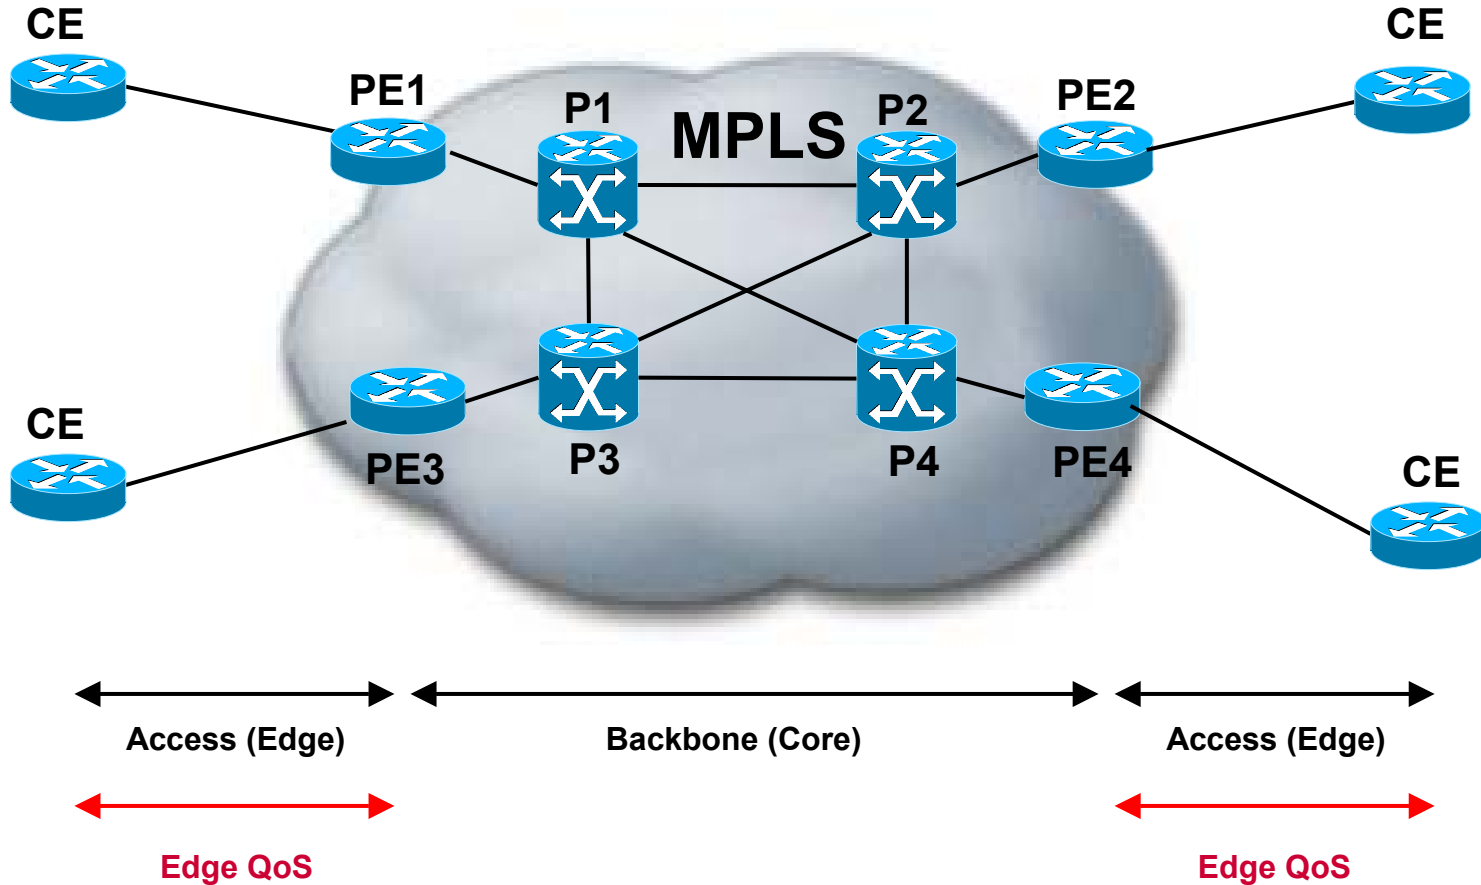 CE
CE
PE1
P1
MPLS
P2
PE2
CE
PE3
P3
P4
PE4
CE
Access (Edge)
Backbone (Core)
Access (Edge)
Edge QoS
Edge QoS